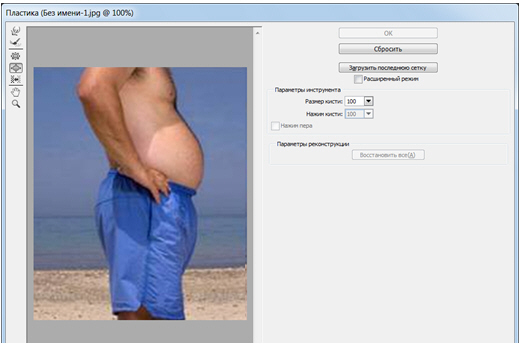 Пластика (Без имени-1.jpg @ 100%)
ОК
Сбросить
Загрузить последнюю сетку
Расширенный режим
Параметры инструмента
Размер кисти: 100
Нажим кисти: 100
Нажим пера
Параметры реконструкции
Восстановить все(А)